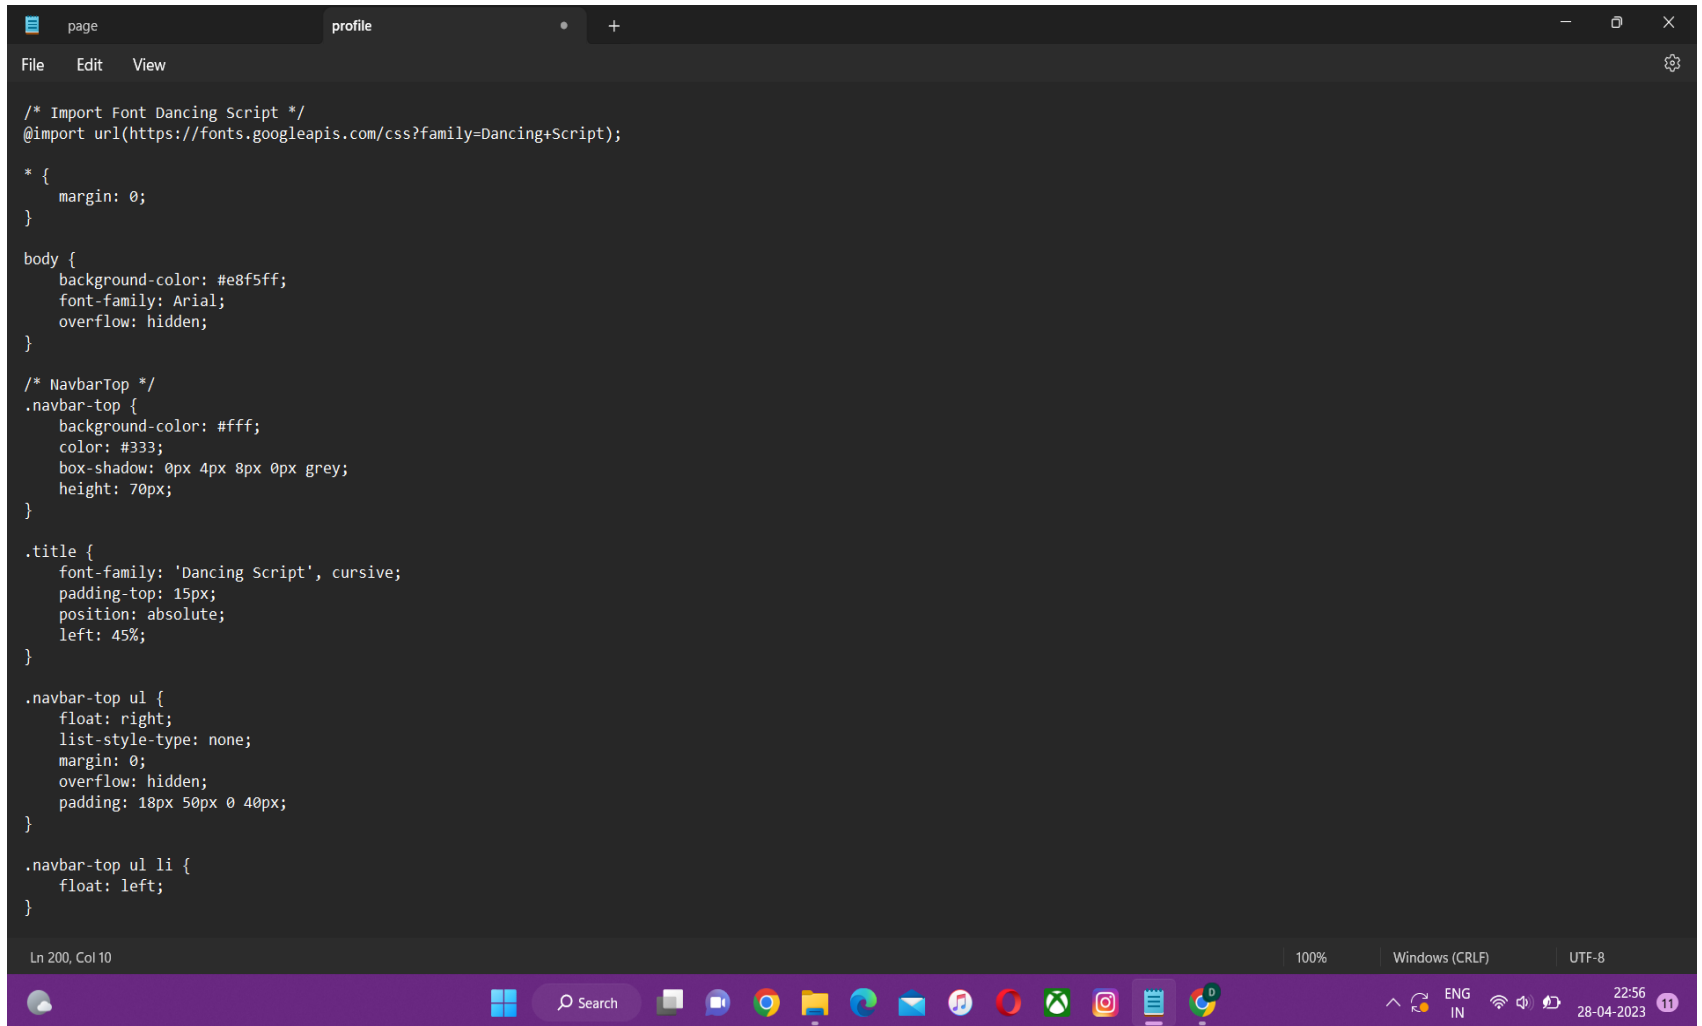 page
profile
File Edit View
/* Import Font Dancing Script */
@import url(https://fonts.googleapis.com/css?family=Dancing+Script);
* {
    margin: 0;
}
body {
    background-color: #e8f5ff;
    font-family: Arial;
    overflow: hidden;
}
/* NavbarTop */
.navbar-top {
    background-color: #fff;
    color: #333;
    box-shadow: 0px 4px 8px 0px grey;
    height: 70px;
}
.title {
    font-family: 'Dancing Script', cursive;
    padding-top: 15px;
    position: absolute;
    left: 45%;
}
.navbar-top ul {
    float: right;
    list-style-type: none;
    margin: 0;
    overflow: hidden;
    padding: 18px 50px 0 40px;
}
.navbar-top ul li {
    float: left;
}
Ln 200, Col 10
100%
Windows (CRLF)
UTF-8
Search
D
ENG
IN
22:56
28-04-2023
11